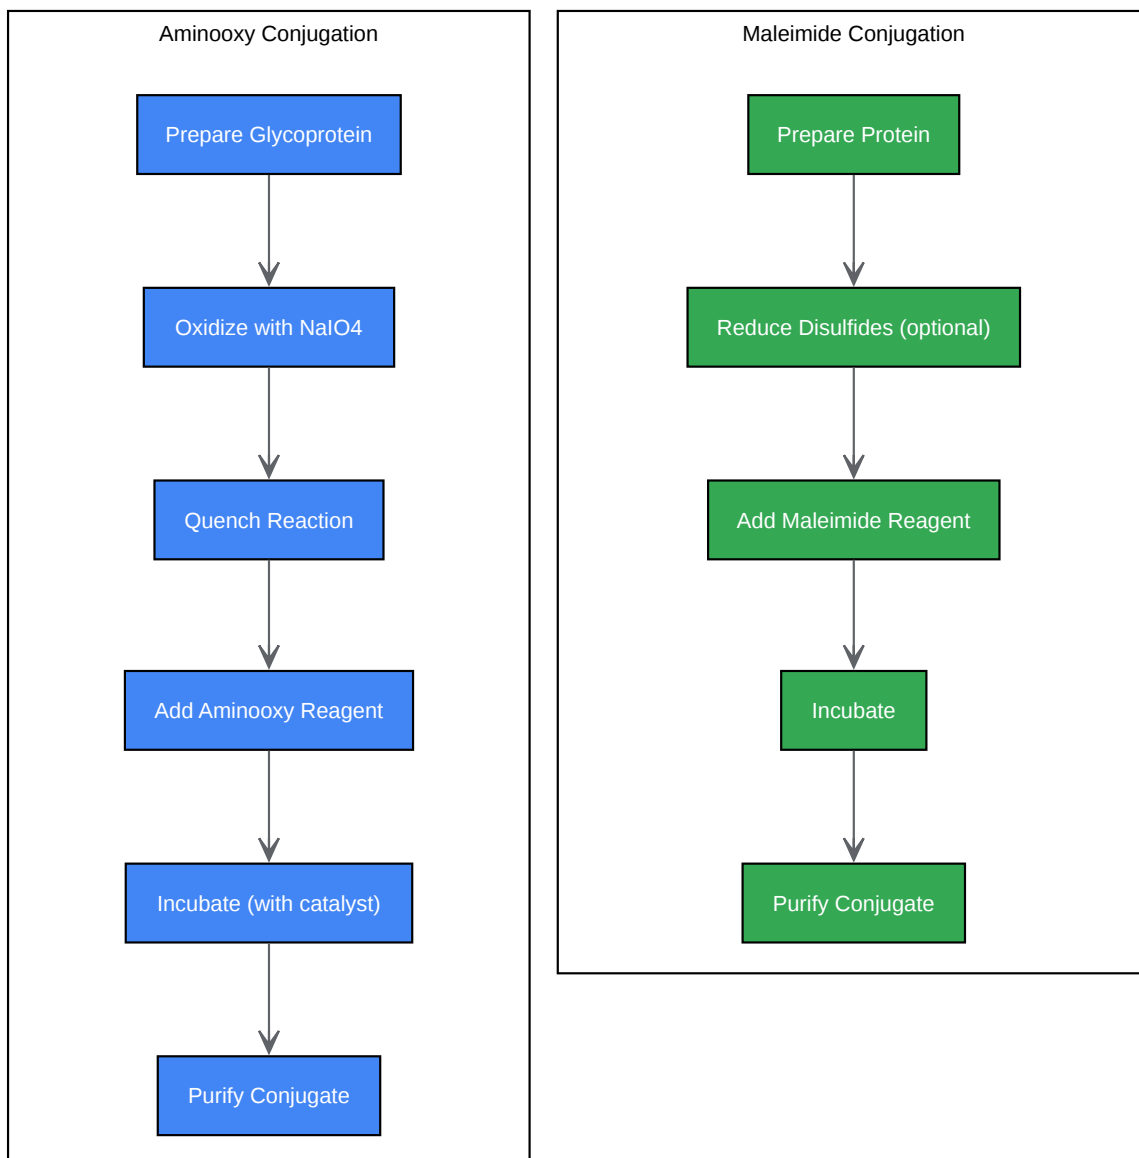 Aminooxy Conjugation
Prepare Glycoprotein
Oxidize with NaIO4
Quench Reaction
Add Aminooxy Reagent
Incubate (with catalyst)
Purify Conjugate
Maleimide Conjugation
Prepare Protein
Reduce Disulfides (optional)
Add Maleimide Reagent
Incubate
Purify Conjugate